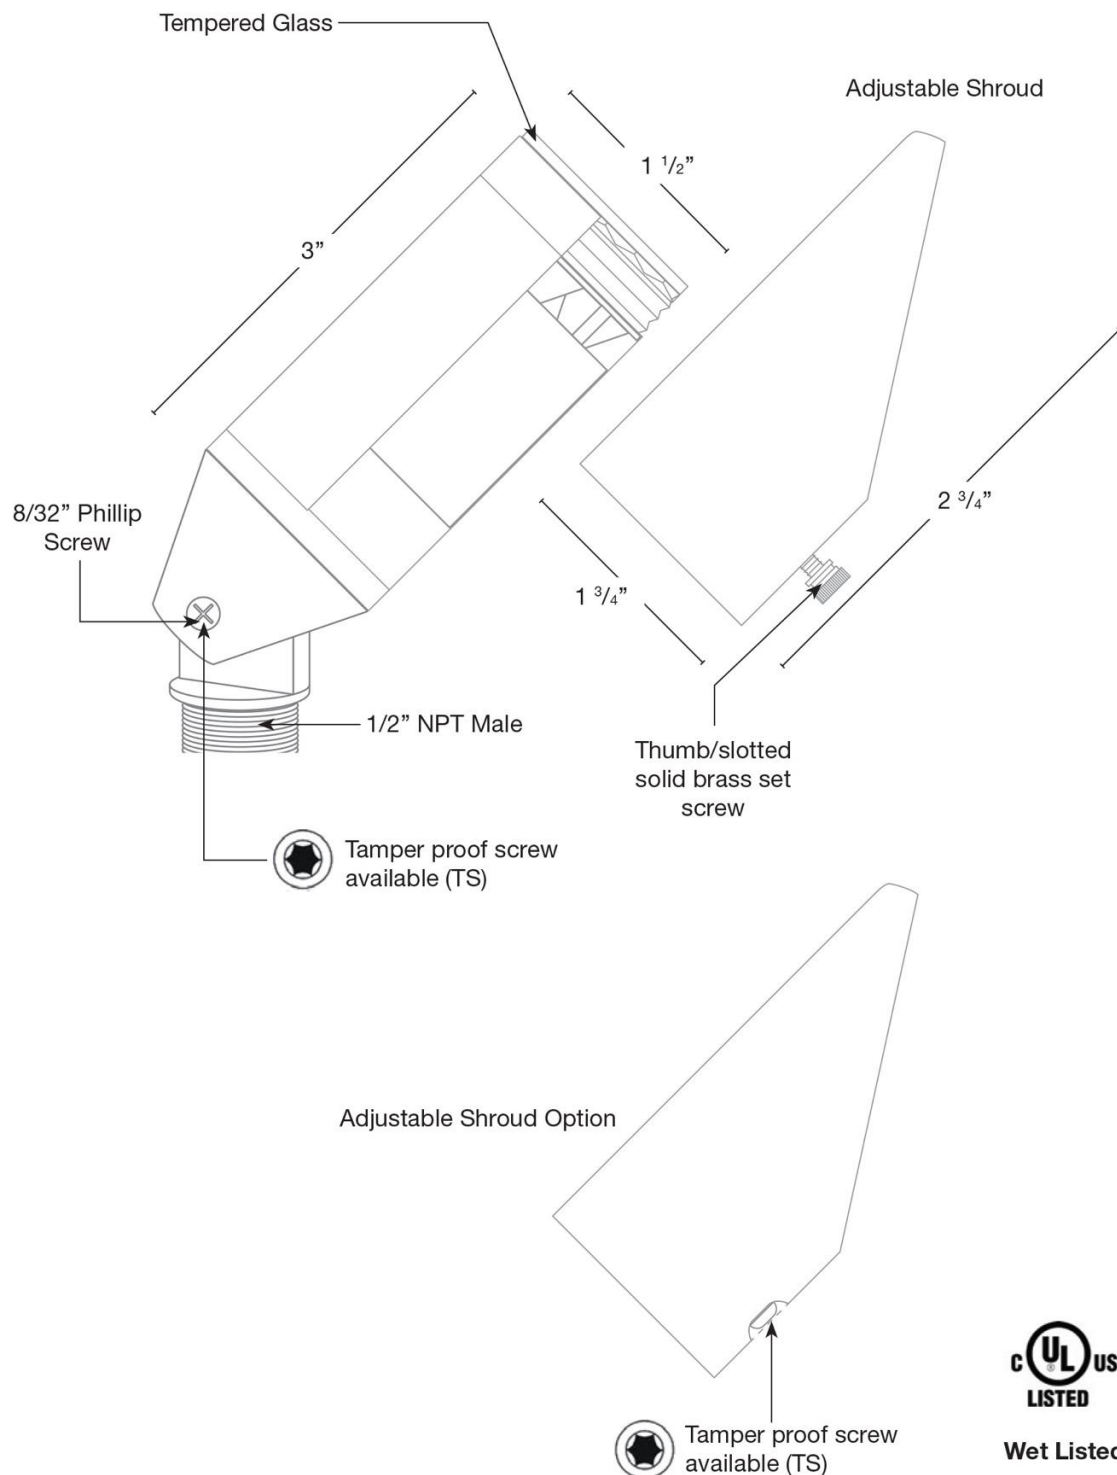 Tempered Glass
Adjustable Shroud
1 1/2”
3”
8/32” Phillip
Screw
2 3/4”
1 3/4”
1/2” NPT Male
Thumb/slotted
solid brass set
screw
Tamper proof screw
available (TS)
Adjustable Shroud Option
C UL US
®
LISTED
Tamper proof screw
available (TS)
Wet Listed